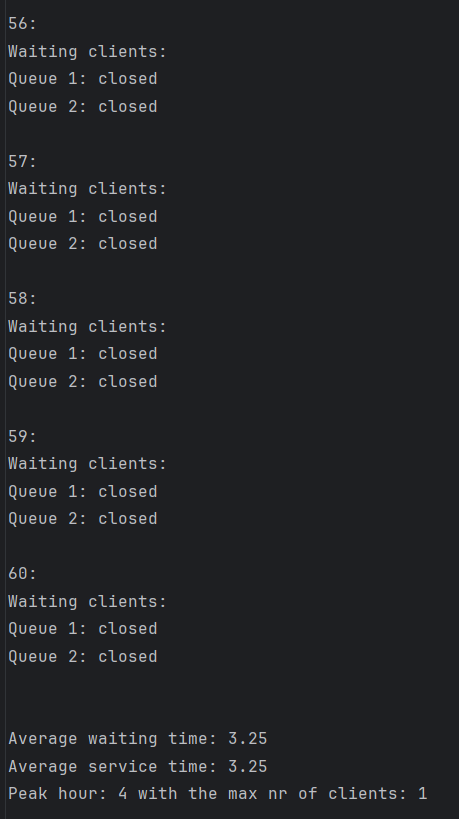 56:
Waiting clients:
Queue 1: closed
Queue 2: closed
57:
Waiting clients:
Queue 1: closed
Queue 2: closed
58:
Waiting clients:
Queue 1: closed
Queue 2: closed
59:
Waiting clients:
Queue 1: closed
Queue 2: closed
60:
Waiting clients:
Queue 1: closed
Queue 2: closed
Average waiting time: 3.25
Average service time: 3.25
Peak hour: 4 with the max nr of clients: 1